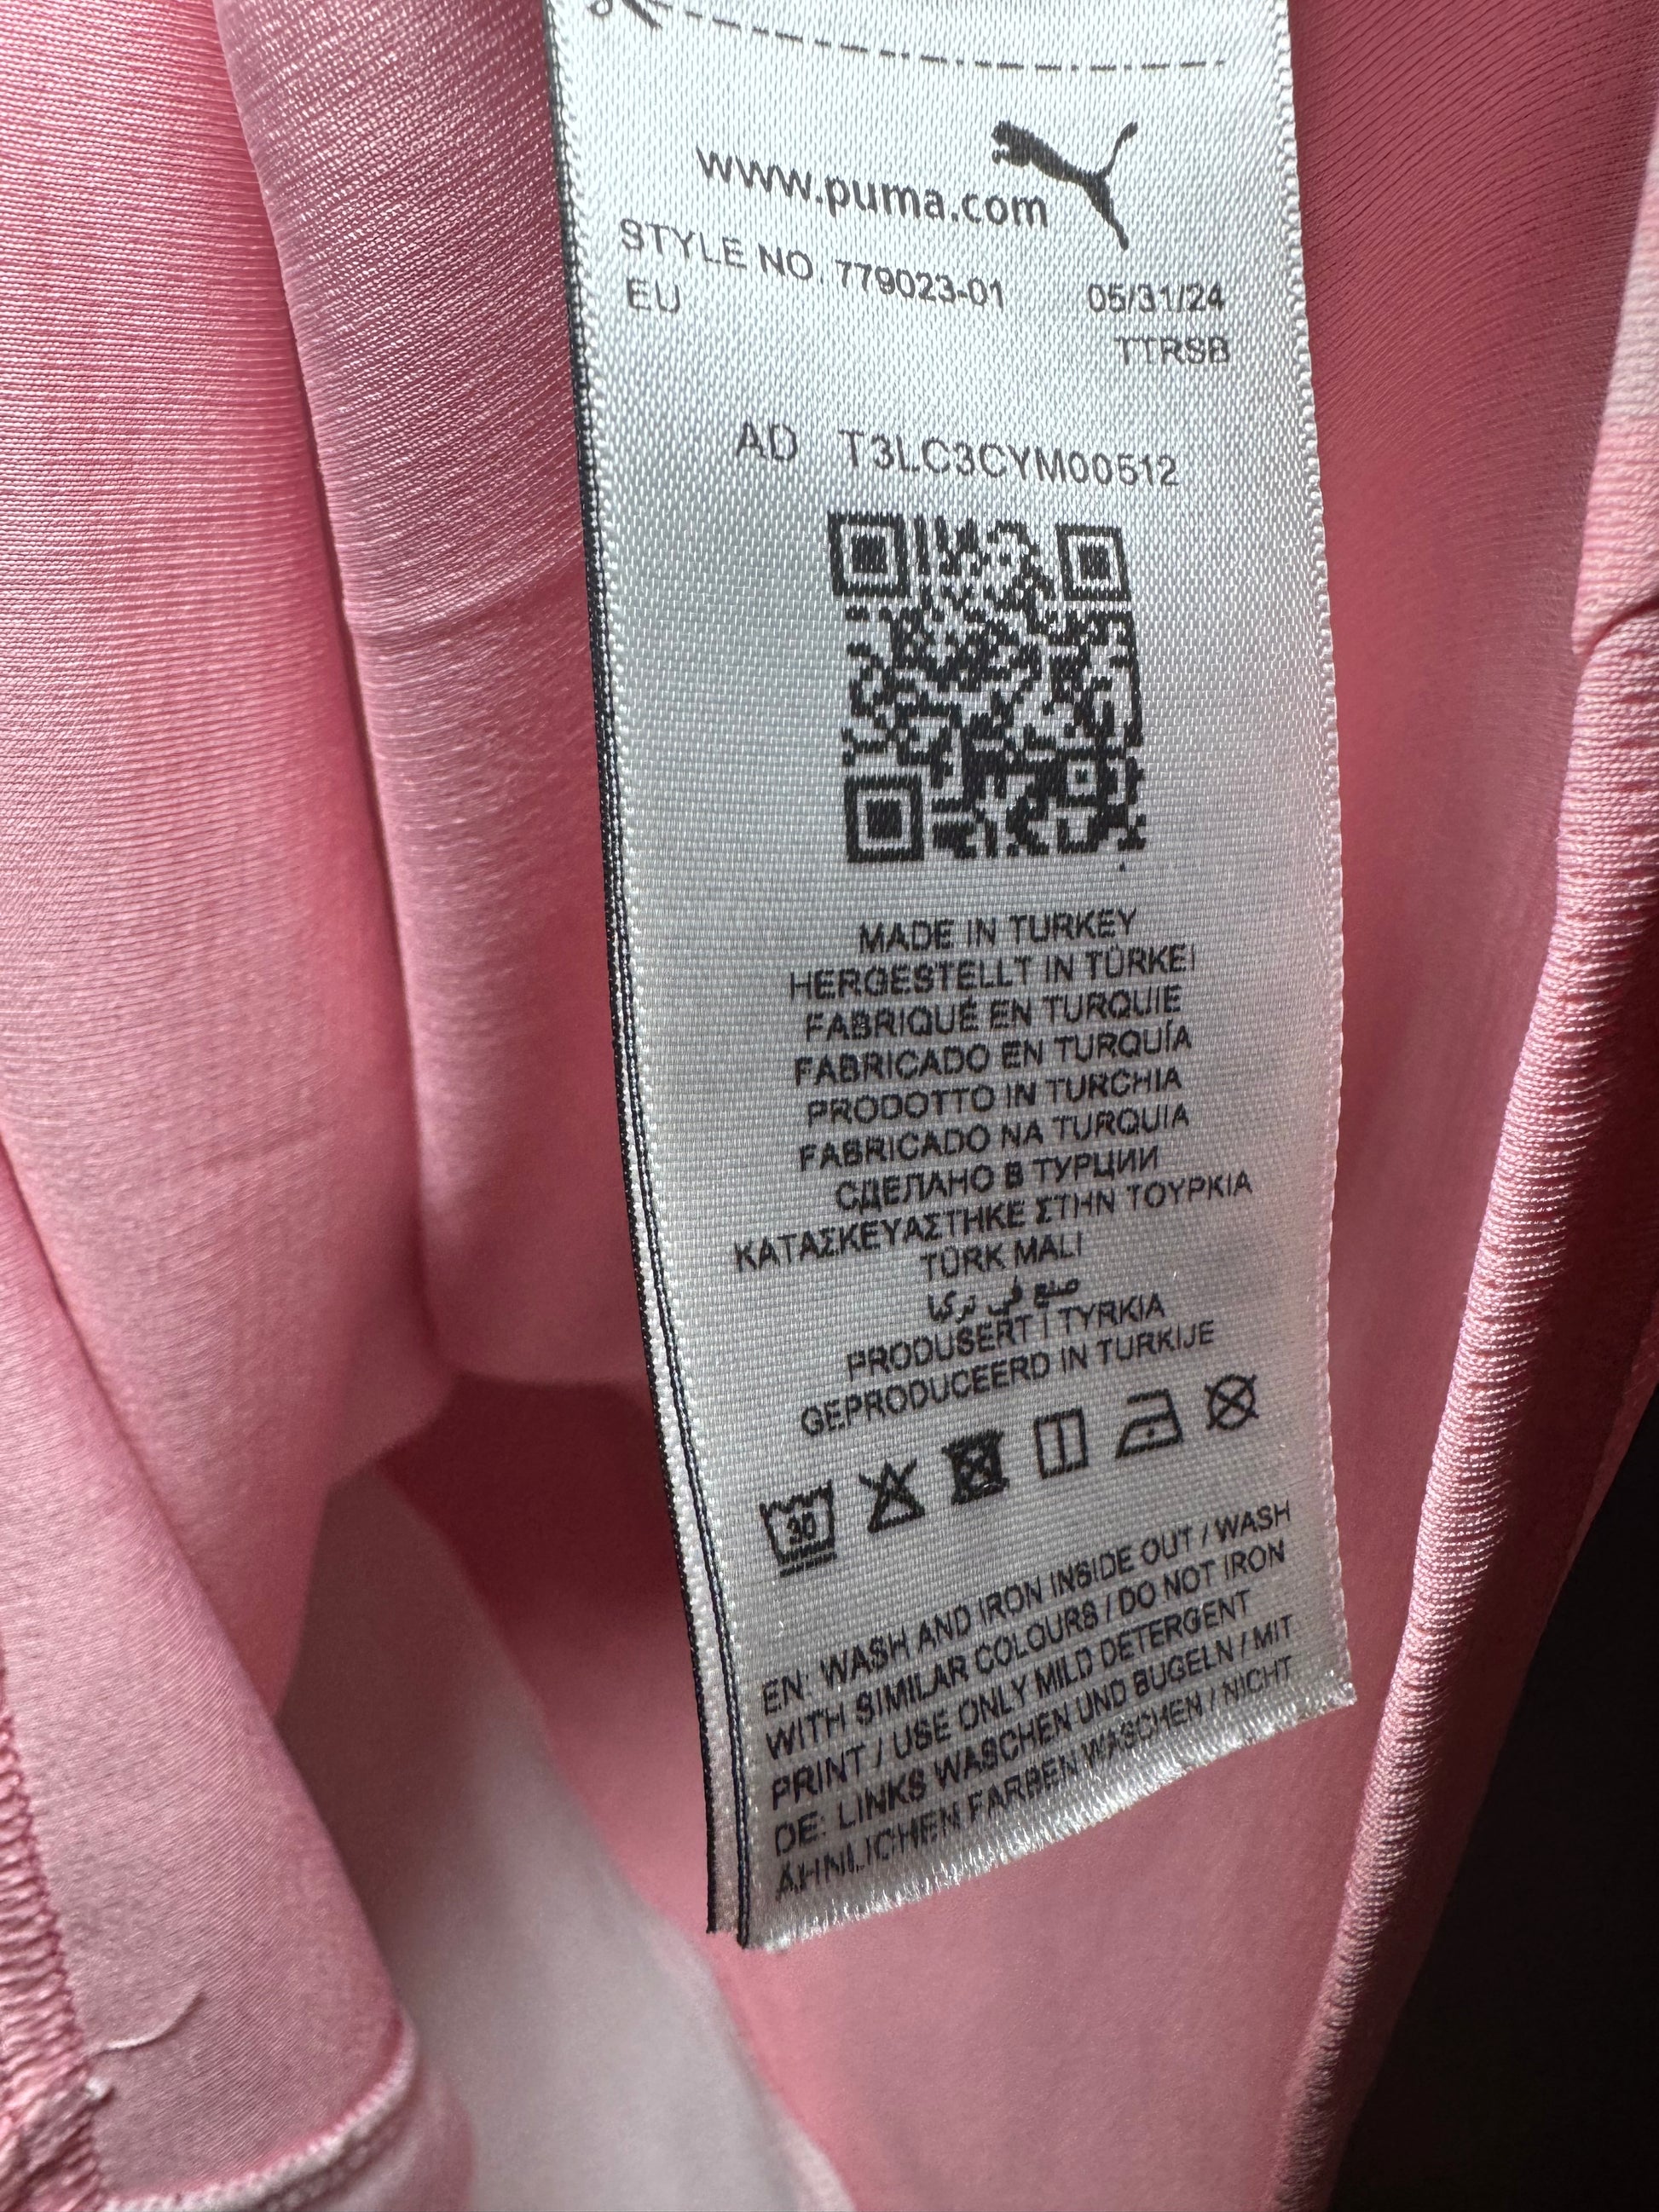 www.puma.com
STYLE NO. 779023-01 05/31/24
EU TTRSB
AD T3LC3CYM00512
MADE IN TURKEY
HERGESTELLT IN TÜRKEI
FABRIQUÉ EN TURQUIE
FABRICADO EN TURQUÍA
PRODOTTO IN TURCHIA
FABRICADO NA TURQUIA
СДЕЛАНО В ТУРЦИИ
ΚΑΤΑΣΚΕΥΑΣΤΗΚΕ ΣΤΗΝ ΤΟΥΡΚΙΑ
TÜRK MALI
صنع في تركيا
PRODUSERT I TYRKIA
GEPRODUCEERD IN TURKIJE
30
EN: WASH AND IRON INSIDE OUT / WASH
WITH SIMILAR COLOURS / DO NOT IRON
PRINT / USE ONLY MILD DETERGENT
DE: LINKS WASCHEN UND BÜGELN / MIT
ÄHNLICHEN FARBEN WASCHEN / NICHT